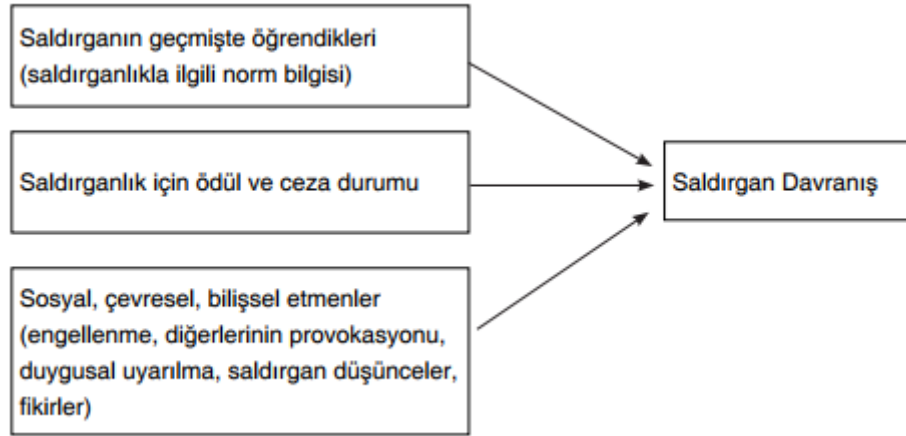 Saldırganın geçmişte öğrendikleri
(saldırganlıkla ilgili norm bilgisi)
Saldırganlık için ödül ve ceza durumu
Saldırgan Davranış
Sosyal, çevresel, bilişsel etmenler
(engellenme, diğerlerinin provokasyonu,
duygusal uyarılma, saldırgan düşünceler,
fikirler)